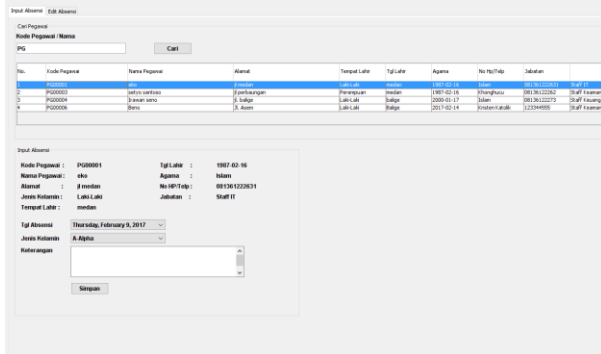 Input Absensi Edit Absensi
Cari Pegawai
Kode Pegawai / Nama
PG Cari
No. Kode Pegawai Nama Pegawai Alamat Tempat Lahir Tgl Lahir Agama No Hp/Telp Jabatan
1 PG00001 eko jl medan Laki-Laki medan 1987-02-16 Islam 081361222631 Staff IT
2 PG00003 setyo santoso jl perbaungan Perempuan medan 1987-02-16 Khonghucu 08136122262 Staff Keaman
3 PG00004 Irawan seno jl. balige Laki-Laki balige 2000-01-17 Islam 08136122273 Staff Keuang
4 PG00006 Beno Jl. Asem Laki-Laki Balige 2017-02-14 Kristen Katolik 123344555 Staff Keaman
Input Absensi
Kode Pegawai : PG00001 Tgl Lahir : 1987-02-16
Nama Pegawai : eko Agama : Islam
Alamat : jl medan No HP/Telp : 081361222631
Jenis Kelamin : Laki-Laki Jabatan : Staff IT
Tempat Lahir : medan
Tgl Absensi Thursday, February 9, 2017
Jenis Kelamin A-Alpha
Keterangan
Simpan